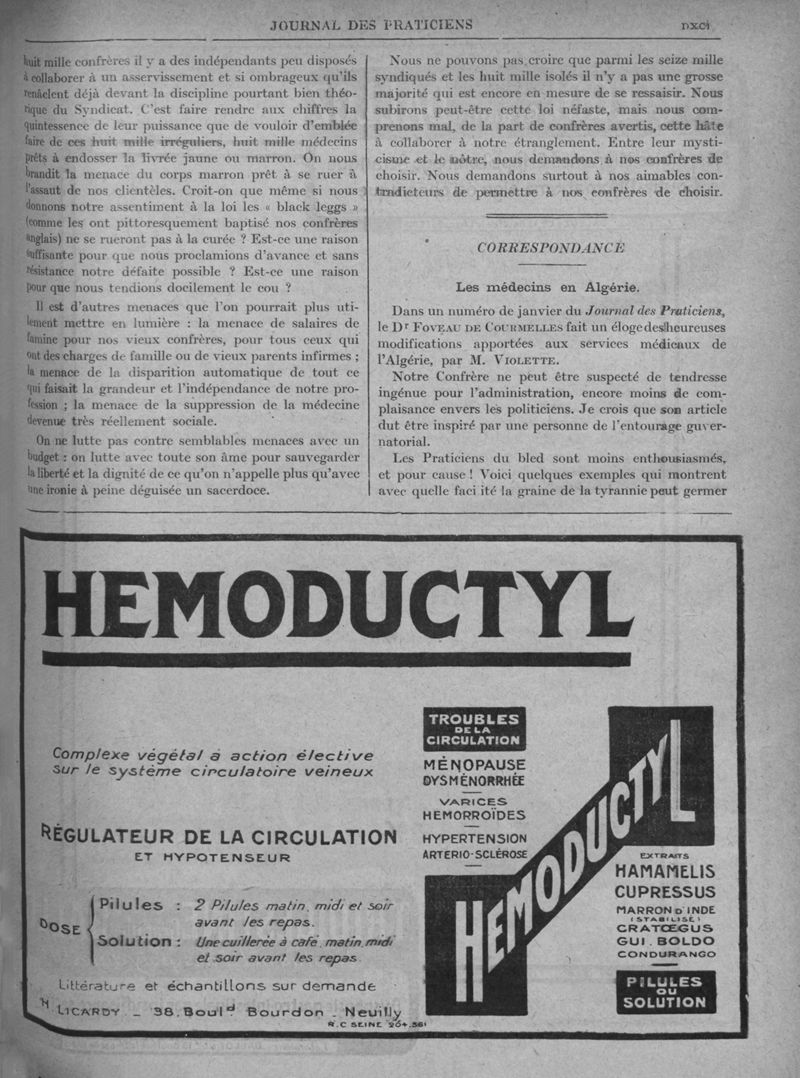 JOURNAL DES PRATICIENS
DXCI
huit mille confrères il y a des indépendants peu disposés
à collaborer à un asservissement et si ombrageux qu'ils
renâclent déjà devant la discipline pourtant bien théo-
rique du Syndicat. C'est faire rendre aux chiffres la
quintessence de leur puissance que de vouloir d'emblée
faire de ces huit mille irréguliers, huit mille médecins
prêts à endosser la livrée jaune ou marron. On nous
brandit la menace du corps marron prêt à se ruer à
l'assaut de nos clientèles. Croit-on que même si nous
donnons notre assentiment à la loi les « black leggs »
(comme les ont pittoresquement baptisé nos confrères
anglais) ne se rueront pas à la curée ? Est-ce une raison
suffisante pour que nous proclamions d'avance et sans
résistance notre défaite possible ? Est-ce une raison
pour que nous tendions docilement le cou ?
Il est d'autres menaces que l'on pourrait plus uti-
lement mettre en lumière : la menace de salaires de
famine pour nos vieux confrères, pour tous ceux qui
ont des charges de famille ou de vieux parents infirmes ;
la menace de la disparition automatique de tout ce
qui faisait la grandeur et l'indépendance de notre pro-
fession ; la menace de la suppression de la médecine
devenue très réellement sociale.
On ne lutte pas contre semblables menaces avec un
budget : on lutte avec toute son âme pour sauvegarder
la liberté et la dignité de ce qu'on n'appelle plus qu'avec
une ironie à peine déguisée un sacerdoce.
Nous ne pouvons pas croire que parmi les seize mille
syndiqués et les huit mille isolés il n'y a pas une grosse
majorité qui est encore en mesure de se ressaisir. Nous
subirons peut-être cette loi néfaste, mais nous com-
prenons mal, de la part de confrères avertis, cette hâte
à collaborer à notre étranglement. Entre leur mysti-
cisme et le nôtre, nous demandons à nos confrères de
choisir. Nous demandons surtout à nos aimables con-
tradicteurs de permettre à nos confrères de choisir.
CORRESPONDANCE
Les médecins en Algérie.
Dans un numéro de janvier du Journal des Praticiens,
le Dr FOVEAU DE COURMELLES fait un éloge des heureuses
modifications apportées aux services médicaux de
l'Algérie, par M. VIOLETTE.
Notre Confrère ne peut être suspecté de tendresse
ingénue pour l'administration, encore moins de com-
plaisance envers les politiciens. Je crois que son article
dut être inspiré par une personne de l'entourage guver-
natorial.
Les Praticiens du bled sont moins enthousiasmés,
et pour cause ! Voici quelques exemples qui montrent
avec quelle faci ité la graine de la tyrannie peut germer
HEMODUCTYL
Complexe végétal à action élective
sur le système circulatoire veineux
RÉGULATEUR DE LA CIRCULATION
ET HYPOTENSEUR
DOSE
Pilules : 2 Pilules matin, midi et soir
avant les repas.
Solution : Une cuillerée à café, matin, midi
et soir avant les repas.
Littérature et échantillons sur demande
H LICARDY _ 38, Bould Bourdon _ Neuilly
R.C SEINE 204.361
TROUBLES
DE LA
CIRCULATION
MÉNOPAUSE
DYSMÉNORRHÉE
VARICES
HEMORROÏDES
HYPERTENSION
ARTERIO-SCLÉROSE
HEMODUCTYL
EXTRAITS
HAMAMELIS
CUPRESSUS
MARRON D'INDE
(STABILISÉ)
CRATŒGUS
GUI . BOLDO
CONDURANGO
PILULES
OU
SOLUTION